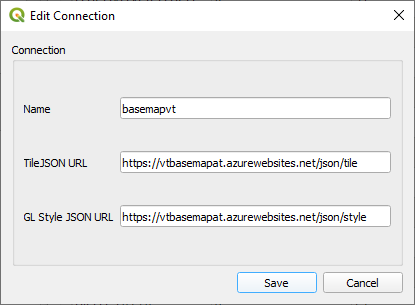 Edit Connection
Connection
Name
basemapvt
TileJSON URL
https://vtbasemapat.azurewebsites.net/json/tile
GL Style JSON URL
https://vtbasemapat.azurewebsites.net/json/style
Save
Cancel